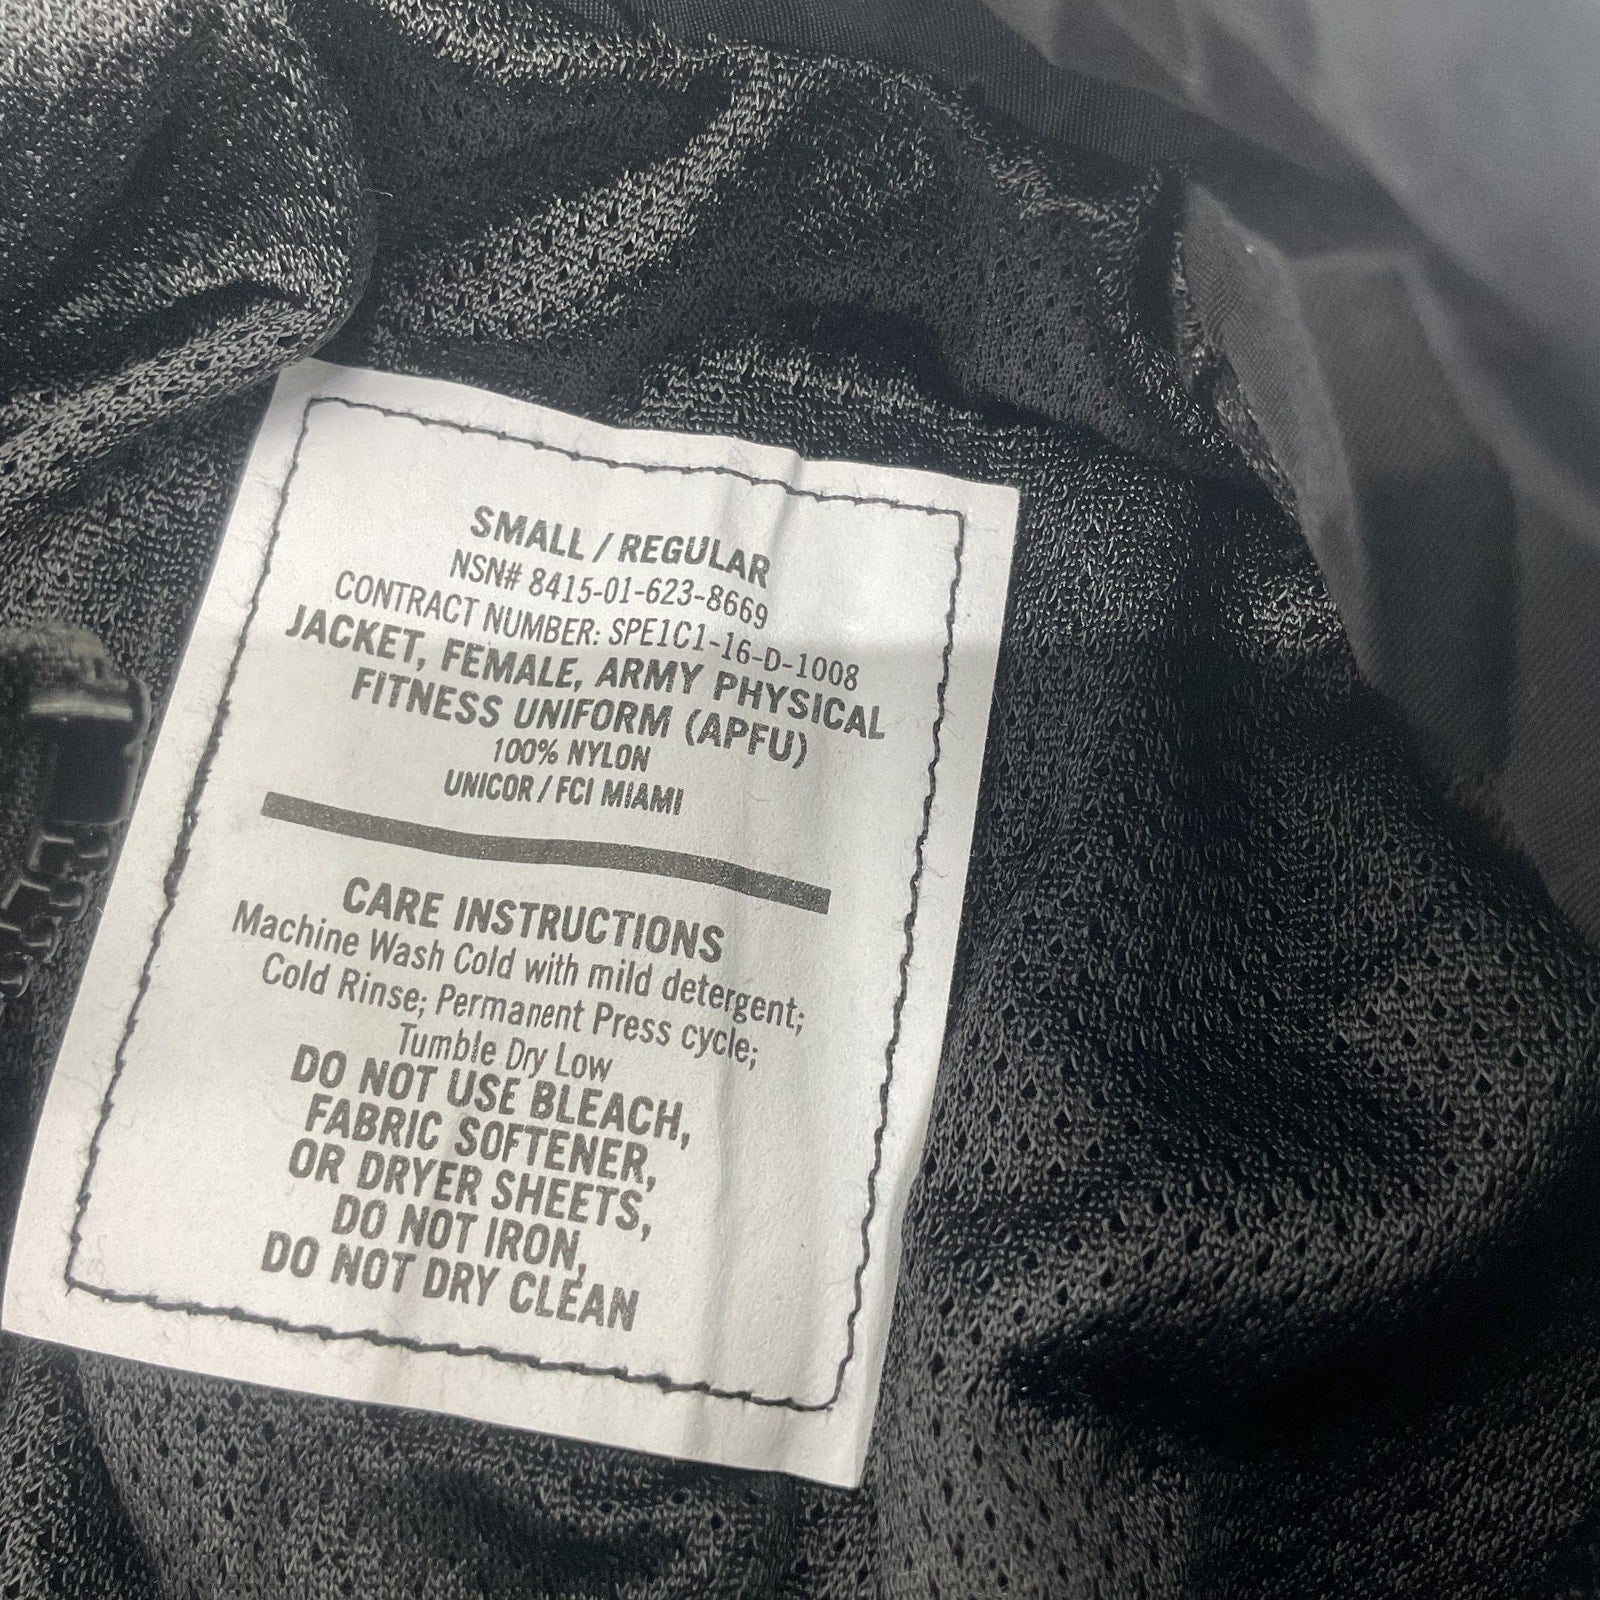 SMALL / REGULAR
NSN# 8415-01-623-8669
CONTRACT NUMBER: SPE1C1-16-D-1008
JACKET, FEMALE, ARMY PHYSICAL
FITNESS UNIFORM (APFU)
100% NYLON
UNICOR / FCI MIAMI
CARE INSTRUCTIONS
Machine Wash Cold with mild detergent;
Cold Rinse; Permanent Press cycle;
Tumble Dry Low
DO NOT USE BLEACH,
FABRIC SOFTENER,
OR DRYER SHEETS,
DO NOT IRON,
DO NOT DRY CLEAN